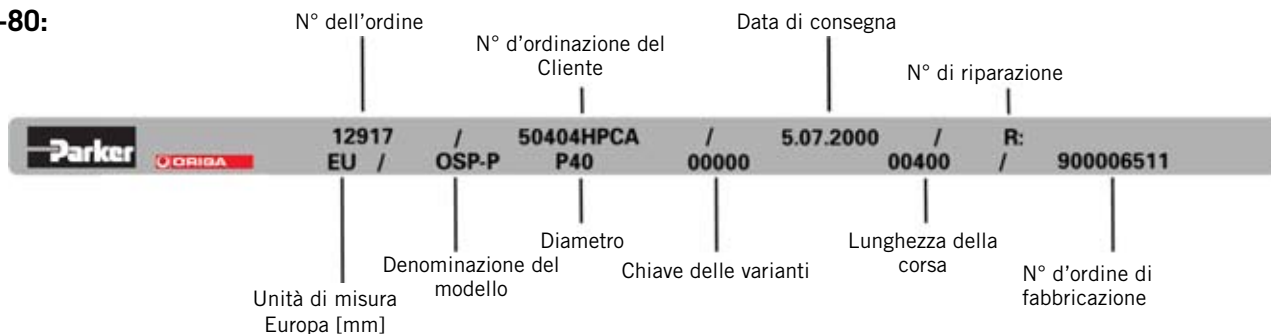 -80:
N° dell'ordine
Data di consegna
N° d'ordinazione del
Cliente
N° di riparazione
Parker ORIGA
12917 / 50404HPCA / 5.07.2000 / R:
EU / OSP-P P40 00000 00400 / 900006511
Diametro
Lunghezza della
corsa
Denominazione del
modello
Chiave delle varianti
N° d'ordine di
fabbricazione
Unità di misura
Europa [mm]